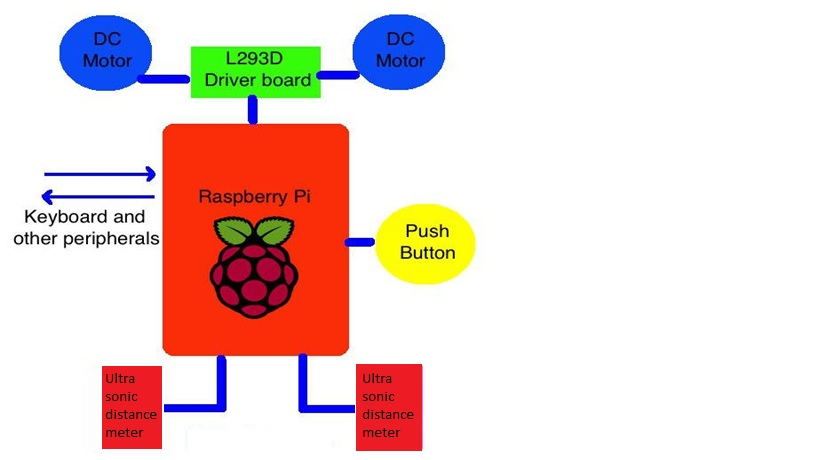 DC
Motor
L293D
Driver board
DC
Motor
Raspberry Pi
Keyboard and
other peripherals
Push
Button
Ultra
sonic
distance
meter
Ultra
sonic
distance
meter